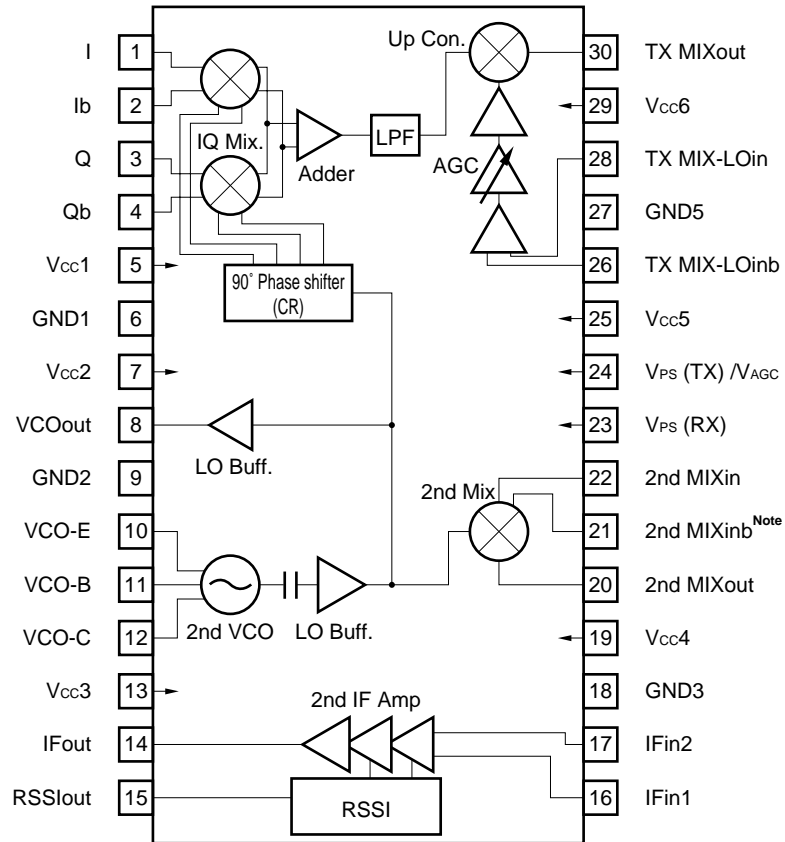 I 1
Ib 2
Q 3
Qb 4
VCC1 5
GND1 6
VCC2 7
VCOout 8
GND2 9
VCO-E 10
VCO-B 11
VCO-C 12
VCC3 13
IFout 14
RSSIout 15
IQ Mix.
Adder
LPF
Up Con.
AGC
90˚ Phase shifter
(CR)
LO Buff.
2nd Mix
2nd VCO
LO Buff.
2nd IF Amp
RSSI
30 TX MIXout
29 VCC6
28 TX MIX-LOin
27 GND5
26 TX MIX-LOinb
25 VCC5
24 VPS (TX) /VAGC
23 VPS (RX)
22 2nd MIXin
21 2nd MIXinb Note
20 2nd MIXout
19 VCC4
18 GND3
17 IFin2
16 IFin1